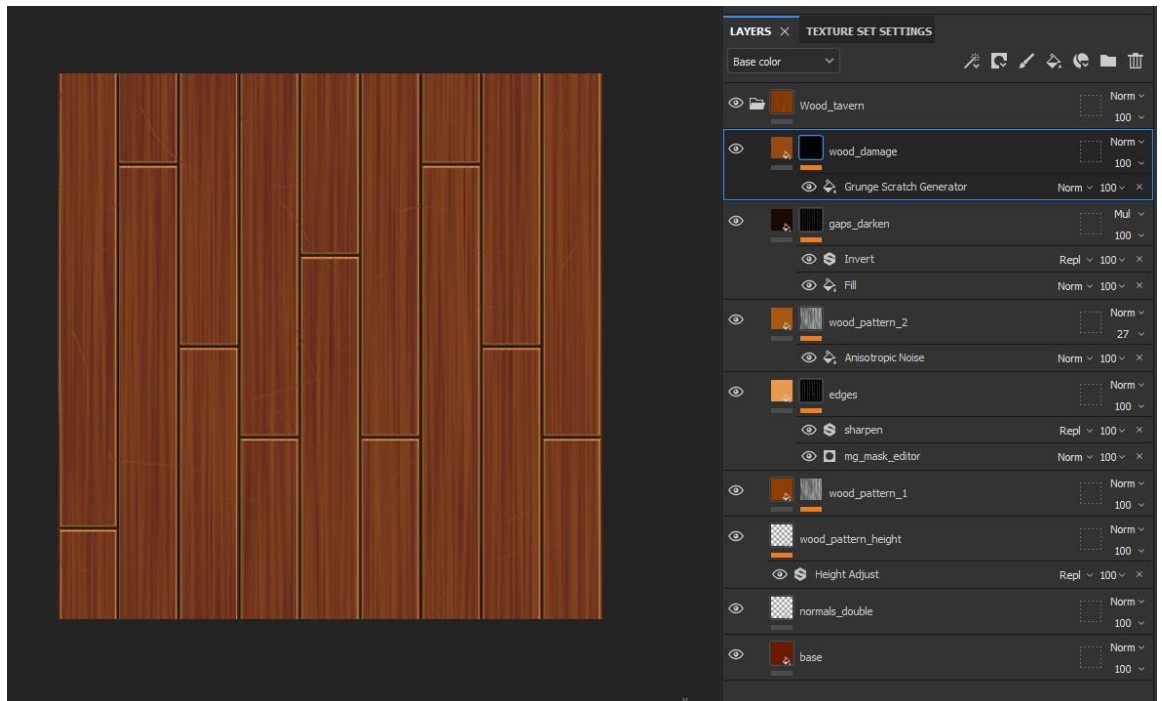 LAYERS × TEXTURE SET SETTINGS
Base color
Wood_tavern Norm
100
wood_damage Norm
100
Grunge Scratch Generator Norm 100 ×
gaps_darken Mul
100
Invert Repl 100 ×
Fill Norm 100 ×
wood_pattern_2 Norm
27
Anisotropic Noise Norm 100 ×
edges Norm
100
sharpen Repl 100 ×
mg_mask_editor Norm 100 ×
wood_pattern_1 Norm
100
wood_pattern_height Norm
100
Height Adjust Repl 100 ×
normals_double Norm
100
base Norm
100